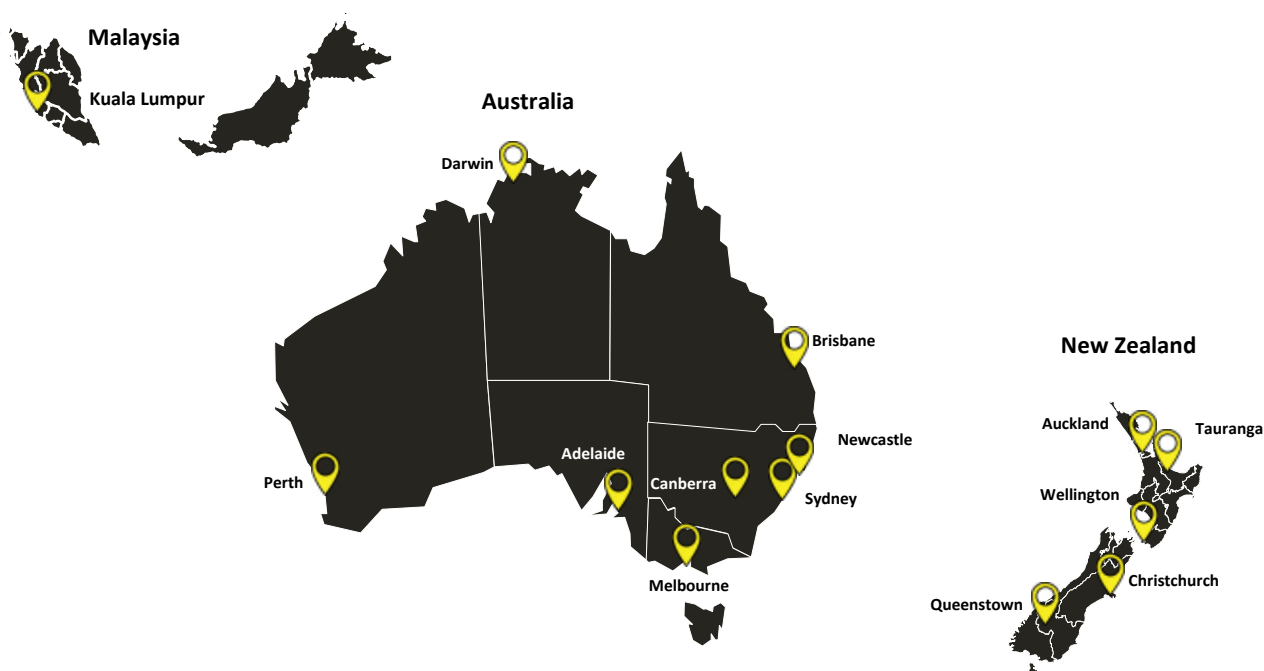 Malaysia
Kuala Lumpur
Australia
Darwin
Brisbane
Newcastle
Adelaide
Perth
Canberra
Sydney
Melbourne
New Zealand
Auckland
Tauranga
Wellington
Christchurch
Queenstown